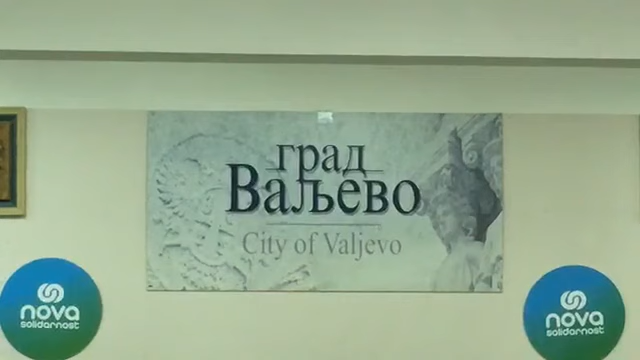 град
Ваљево
City of Valjevo
nova
solidarnost
nova
solidarnost